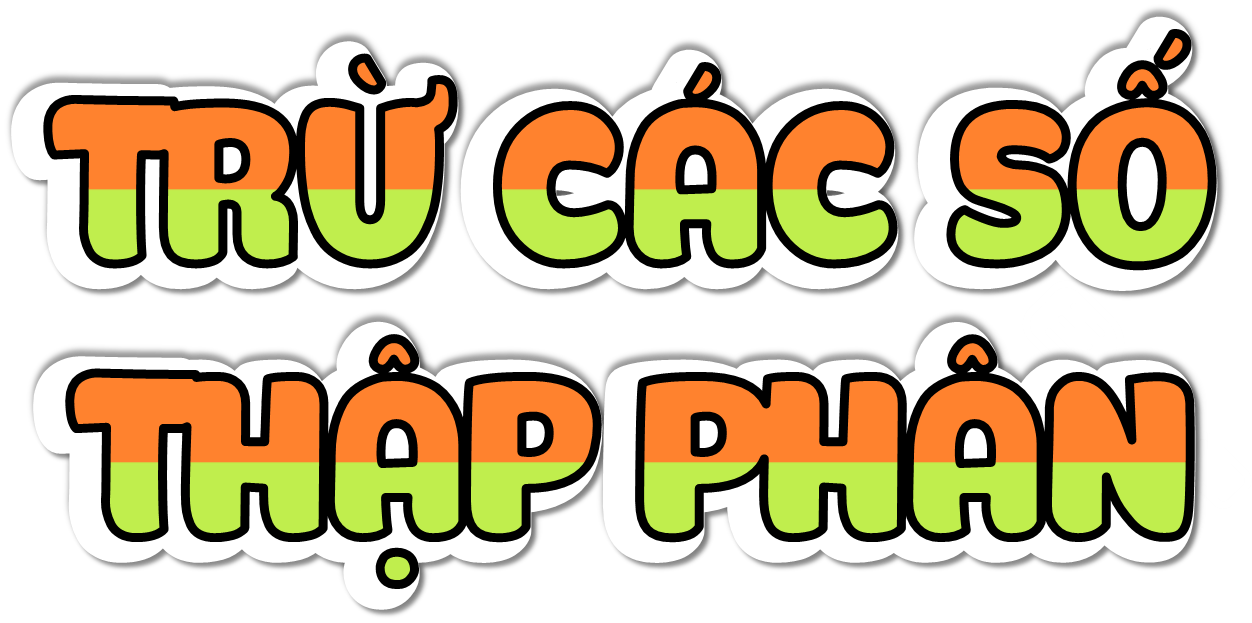 TRỪ CÁC SỐ
THẬP PHÂN